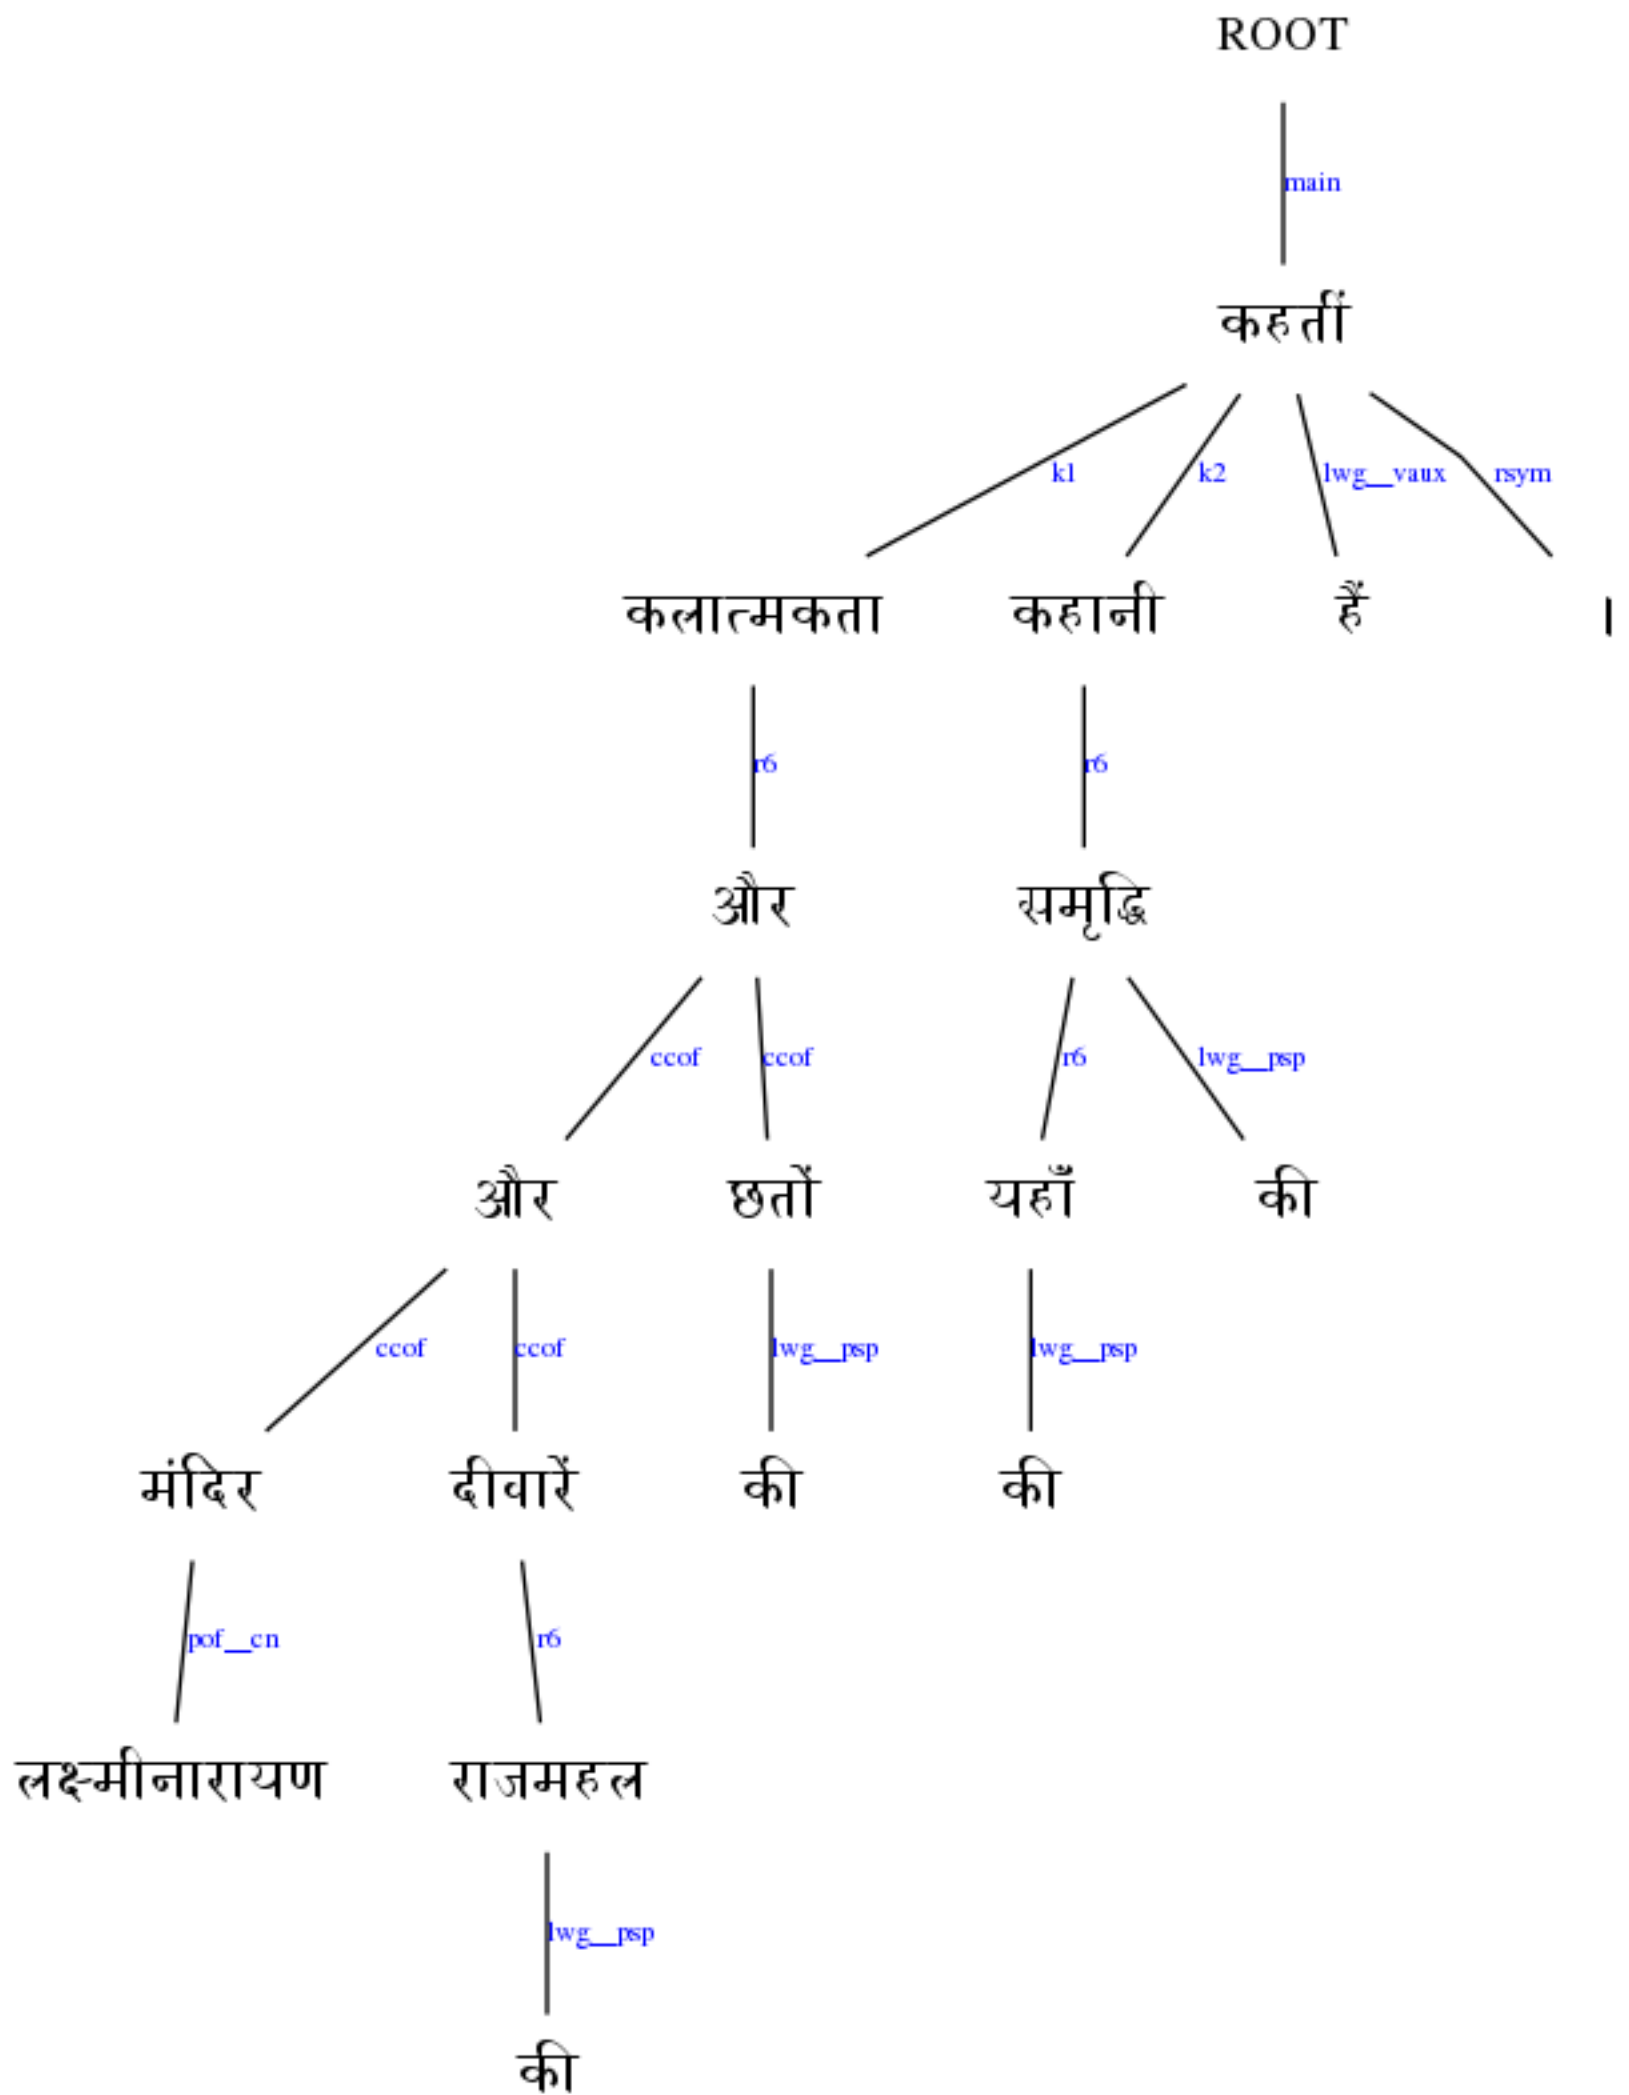 ROOT
main
कहतीं
k1 k2 lwg__vaux rsym
कलात्मकता कहानी हैं ।
r6 r6
और समृद्धि
ccof ccof r6 lwg__psp
और छतों यहाँ की
ccof ccof lwg__psp lwg__psp
मंदिर दीवारें की की
pof__cn r6
लक्ष्मीनारायण राजमहल
lwg__psp
की